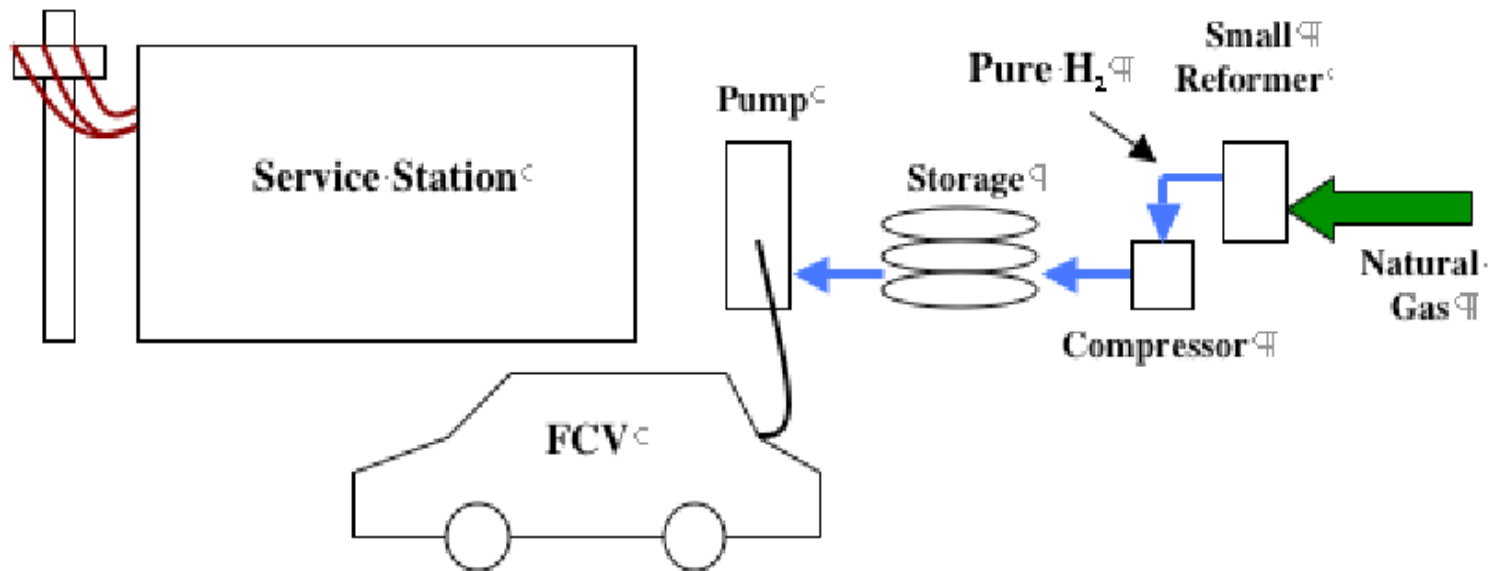 Small
Reformer
Pure H₂
Pump
Service Station
Storage
Natural
Gas
Compressor
FCV